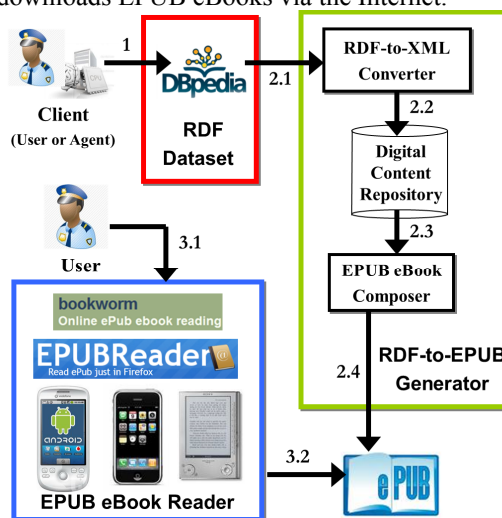 downloads EPUB eBooks via the Internet.
1
DBpedia
RDF
Dataset
Client
(User or Agent)
2.1
RDF-to-XML
Converter
2.2
Digital
Content
Repository
2.3
EPUB eBook
Composer
2.4
RDF-to-EPUB
Generator
User
3.1
bookworm
Online ePub ebook reading
EPUBReader
Read ePub just in Firefox
ANDROID
EPUB eBook Reader
3.2
ePUB